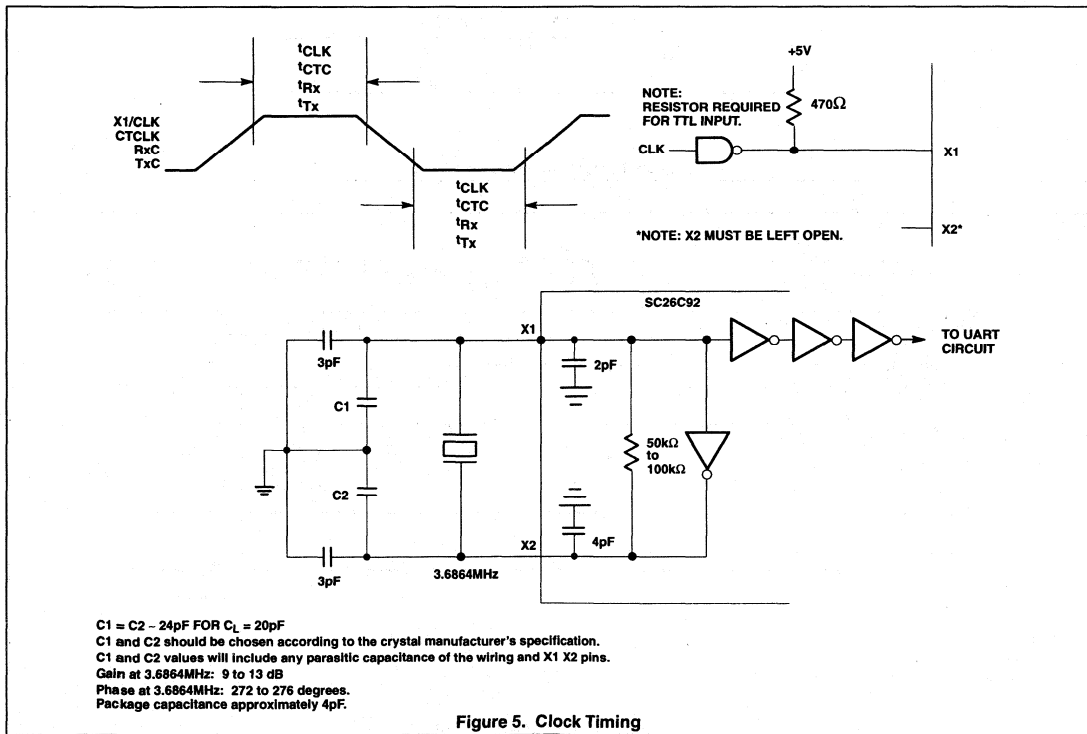 tCLK
tCTC
tRx
tTx
X1/CLK
CTCLK
RxC
TxC
tCLK
tCTC
tRx
tTx
+5V
NOTE:
RESISTOR REQUIRED
FOR TTL INPUT.
470Ω
CLK
X1
*NOTE: X2 MUST BE LEFT OPEN.
X2*
SC26C92
X1
3pF
2pF
TO UART
CIRCUIT
C1
50kΩ
to
100kΩ
C2
X2
4pF
3pF
3.6864MHz
C1 = C2 ~ 24pF FOR CL = 20pF
C1 and C2 should be chosen according to the crystal manufacturer's specification.
C1 and C2 values will include any parasitic capacitance of the wiring and X1 X2 pins.
Gain at 3.6864MHz: 9 to 13 dB
Phase at 3.6864MHz: 272 to 276 degrees.
Package capacitance approximately 4pF.
Figure 5. Clock Timing